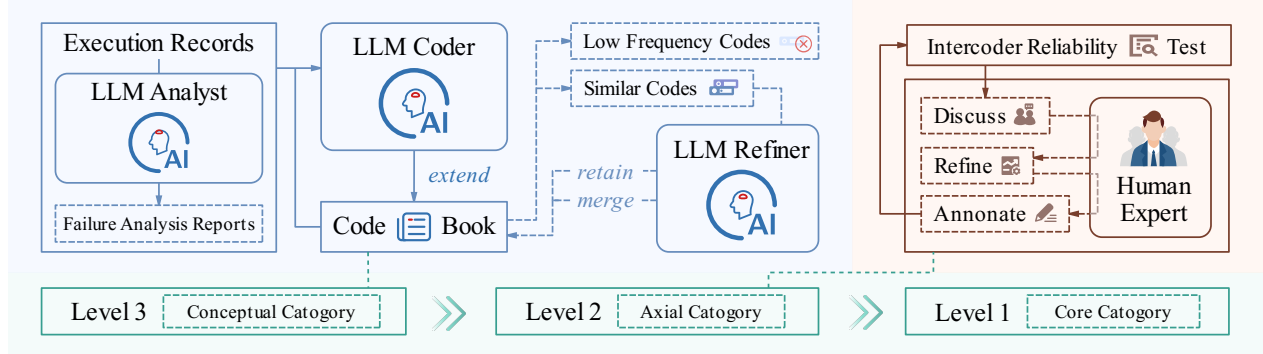 Execution Records
LLM Analyst
AI
Failure Analysis Reports
LLM Coder
AI
extend
Code Book
Low Frequency Codes
Similar Codes
LLM Refiner
AI
retain
merge
Intercoder Reliability Test
Discuss
Refine
Annonate
Human
Expert
Level 3 Conceptual Catogory
Level 2 Axial Catogory
Level 1 Core Catogory